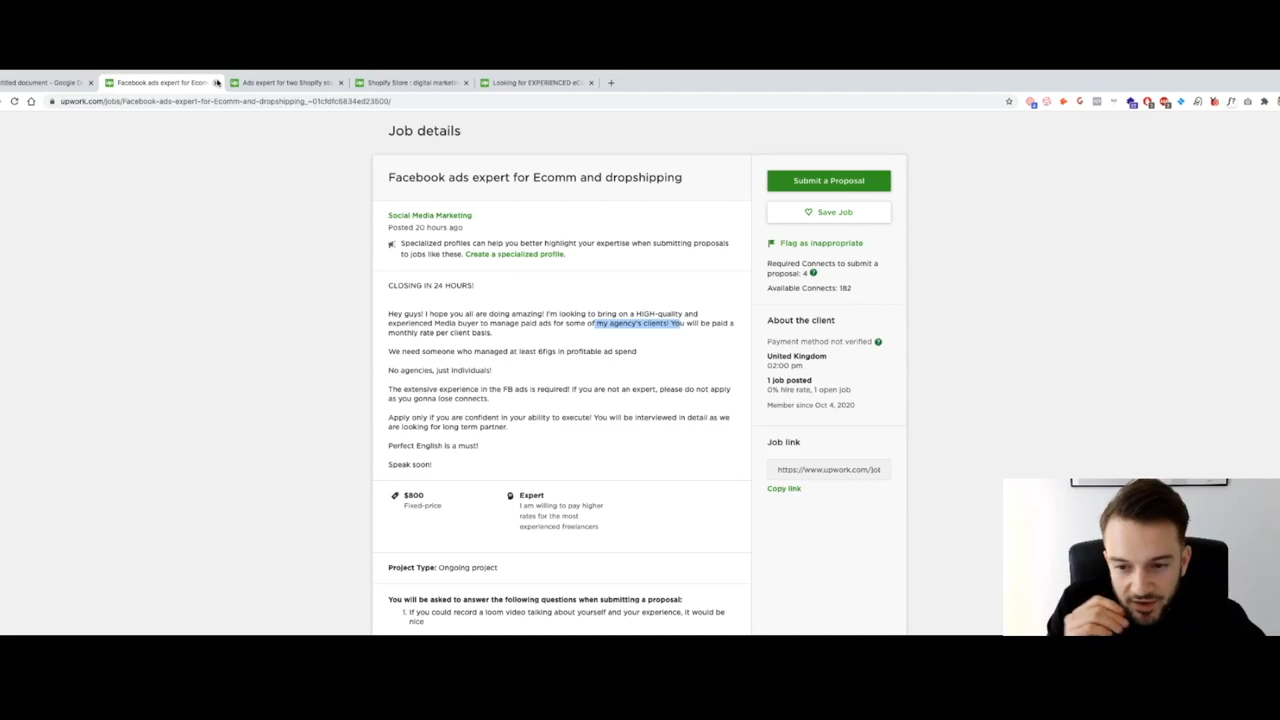 titled document - Google D
Facebook ads expert for Ecom
Ads expert for two Shopify sto
Shopify Store : digital marketin
Looking for EXPERIENCED eC
upwork.com/jobs/Facebook-ads-expert-for-Ecomm-and-dropshipping_~01cfdfc6834ed23500/
Job details
Facebook ads expert for Ecomm and dropshipping
Social Media Marketing
Posted 20 hours ago
Specialized profiles can help you better highlight your expertise when submitting proposals
to jobs like these. Create a specialized profile.
CLOSING IN 24 HOURS!
Hey guys! I hope you all are doing amazing! I'm looking to bring on a HIGH-quality and
experienced Media buyer to manage paid ads for some of my agency's clients! You will be paid a
monthly rate per client basis.
We need someone who managed at least 6figs in profitable ad spend
No agencies, just Individuals!
The extensive experience in the FB ads is required! If you are not an expert, please do not apply
as you gonna lose connects.
Apply only if you are confident in your ability to execute! You will be interviewed in detail as we
are looking for long term partner.
Perfect English is a must!
Speak soon!
$800
Fixed-price
Expert
I am willing to pay higher
rates for the most
experienced freelancers
Project Type: Ongoing project
You will be asked to answer the following questions when submitting a proposal:
1. If you could record a loom video talking about yourself and your experience, it would be
nice
Submit a Proposal
Save Job
Flag as inappropriate
Required Connects to submit a
proposal: 4
Available Connects: 182
About the client
Payment method not verified
United Kingdom
02:00 pm
1 job posted
0% hire rate, 1 open job
Member since Oct 4, 2020
Job link
https://www.upwork.com/jol
Copy link